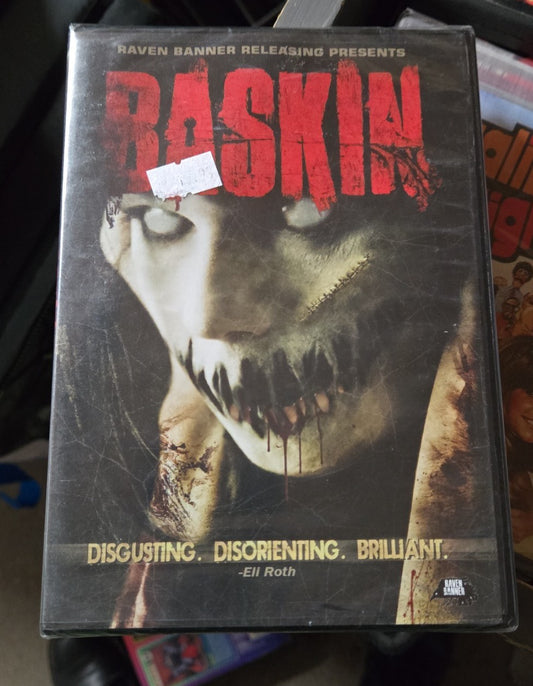 RAVEN BANNER RELEASING PRESENTS
BASKIN
DISGUSTING. DISORIENTING. BRILLIANT.
-Eli Roth
RAVEN
BANNER